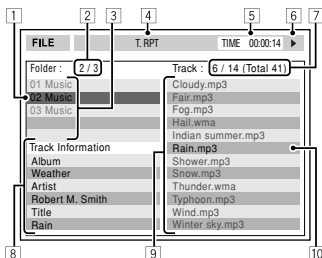 1 2 3 4 5 6 7
FILE T. RPT TIME 00:00:14
Folder : 2 / 3 Track : 6 / 14 (Total 41)
01 Music Cloudy.mp3
02 Music Fair.mp3
03 Music Fog.mp3
Hail.wma
Indian summer.mp3
Track Information Rain.mp3
Album Shower.mp3
Weather Snow.mp3
Artist Thunder.wma
Robert M. Smith Typhoon.mp3
Title Wind.mp3
Rain Winter sky.mp3
8 9 10